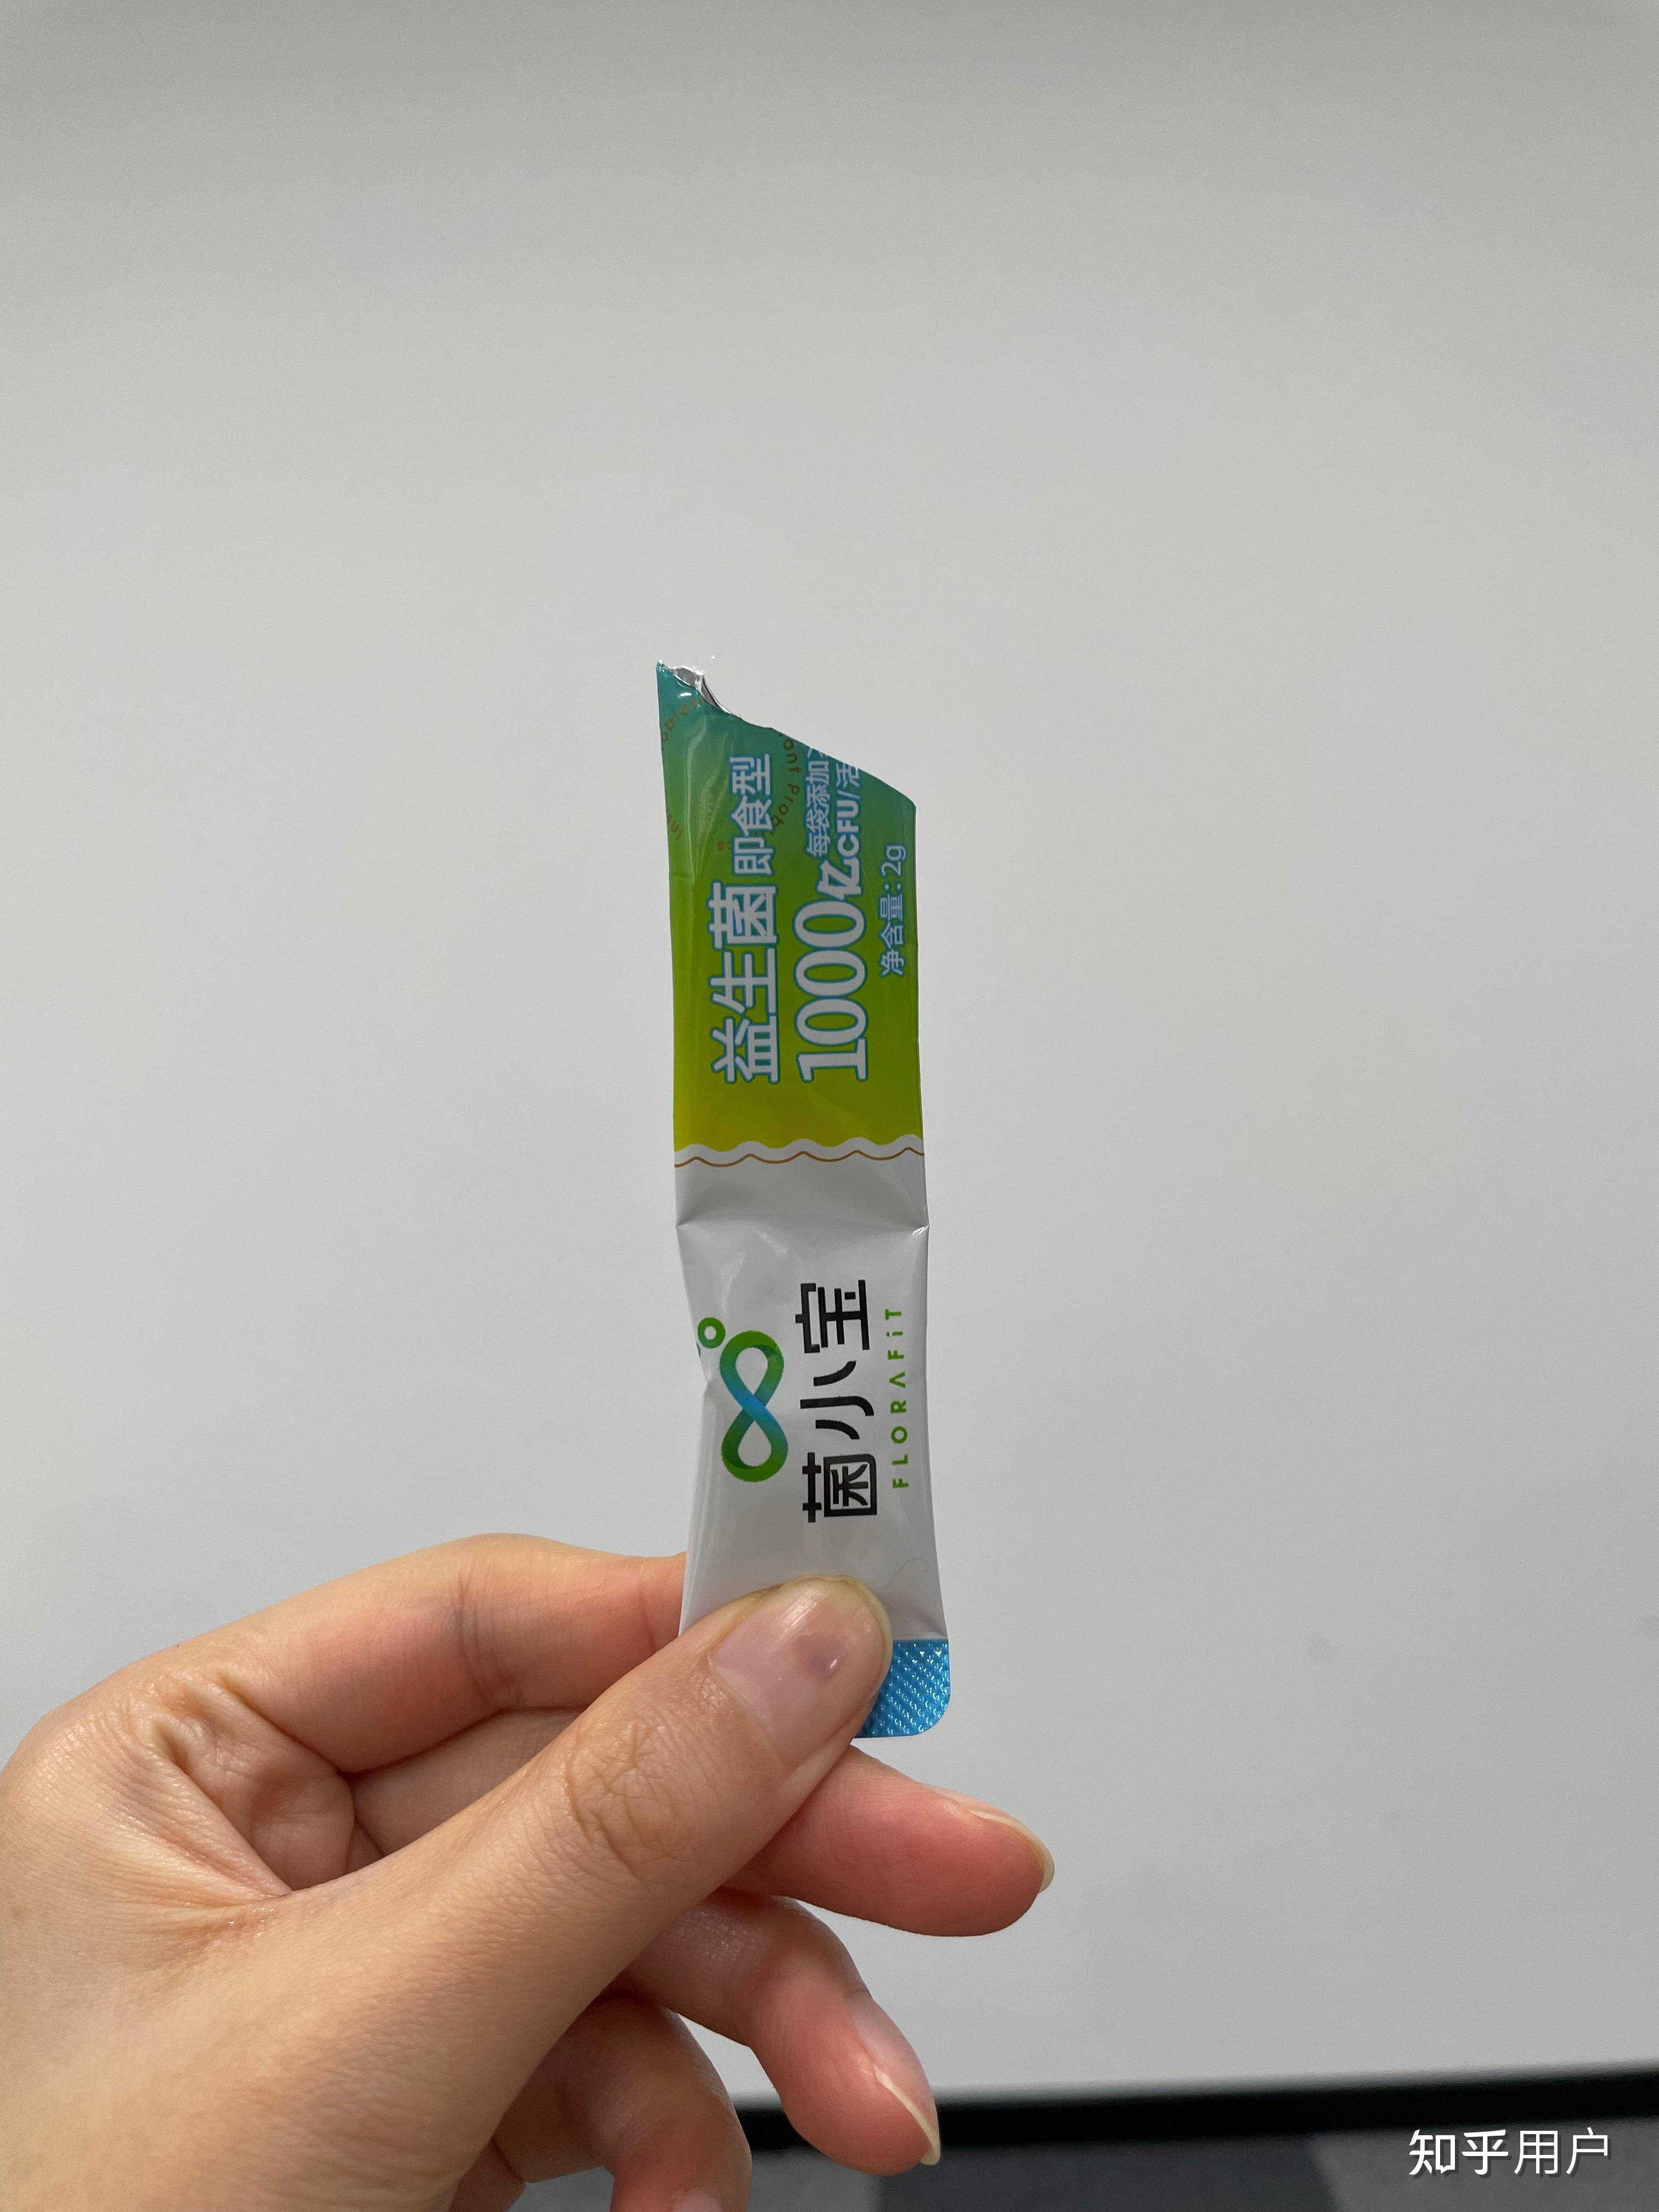 菌小宝
FLORAFiT
益生菌即食型
1000亿CFU/活
每袋添加
净含量:2g
知乎用户